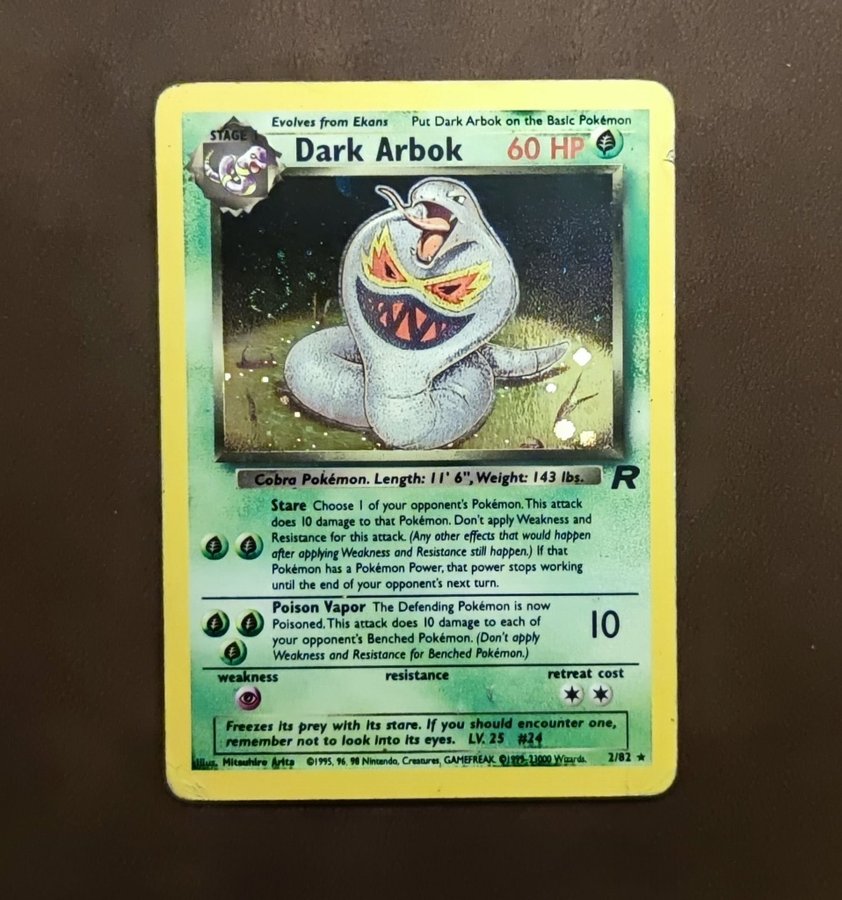 Evolves from Ekans Put Dark Arbok on the Basic Pokémon
STAGE 1
Dark Arbok 60 HP
Cobra Pokémon. Length: 11' 6", Weight: 143 lbs.
R
Stare Choose 1 of your opponent's Pokémon. This attack
does 10 damage to that Pokémon. Don't apply Weakness and
Resistance for this attack. (Any other effects that would happen
after applying Weakness and Resistance still happen.) If that
Pokémon has a Pokémon Power, that power stops working
until the end of your opponent's next turn.
Poison Vapor The Defending Pokémon is now
Poisoned. This attack does 10 damage to each of
your opponent's Benched Pokémon. (Don't apply
Weakness and Resistance for Benched Pokémon.)
10
weakness resistance retreat cost
Freezes its prey with its stare. If you should encounter one,
remember not to look into its eyes. LV. 25 #24
Illus. Mitsuhiro Arita ©1995, 96, 98 Nintendo, Creatures, GAMEFREAK. Wizards. 2/82 ★